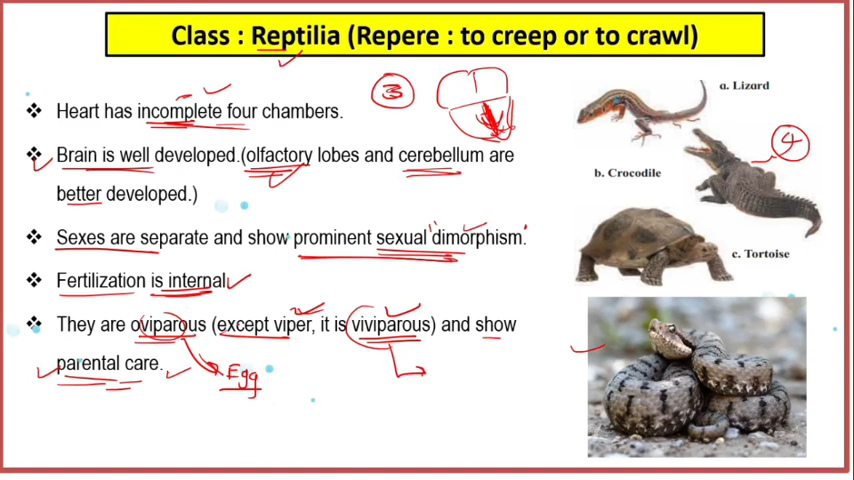 Class : Reptilia (Repere : to creep or to crawl)
❖ Heart has incomplete four chambers.
3
❖ Brain is well developed.(olfactory lobes and cerebellum are
better developed.)
❖ Sexes are separate and show prominent sexual dimorphism.
❖ Fertilization is internal
❖ They are oviparous (except viper, it is viviparous) and show
parental care.
Egg
a. Lizard
4
b. Crocodile
c. Tortoise